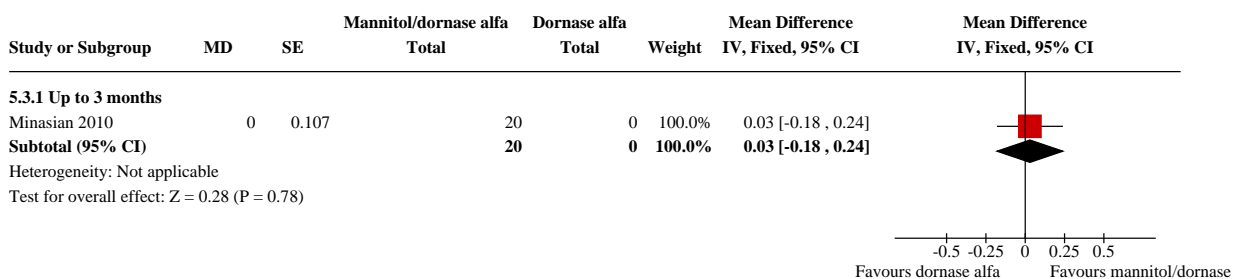 Mannitol/dornase alfa Dornase alfa Mean Difference Mean Difference
Study or Subgroup MD SE Total Total Weight IV, Fixed, 95% CI IV, Fixed, 95% CI
5.3.1 Up to 3 months
Minasian 2010 0 0.107 20 0 100.0% 0.03 [-0.18 , 0.24]
Subtotal (95% CI) 20 0 100.0% 0.03 [-0.18 , 0.24]
Heterogeneity: Not applicable
Test for overall effect: Z = 0.28 (P = 0.78)
-0.5 -0.25 0 0.25 0.5
Favours dornase alfa Favours mannitol/dornase